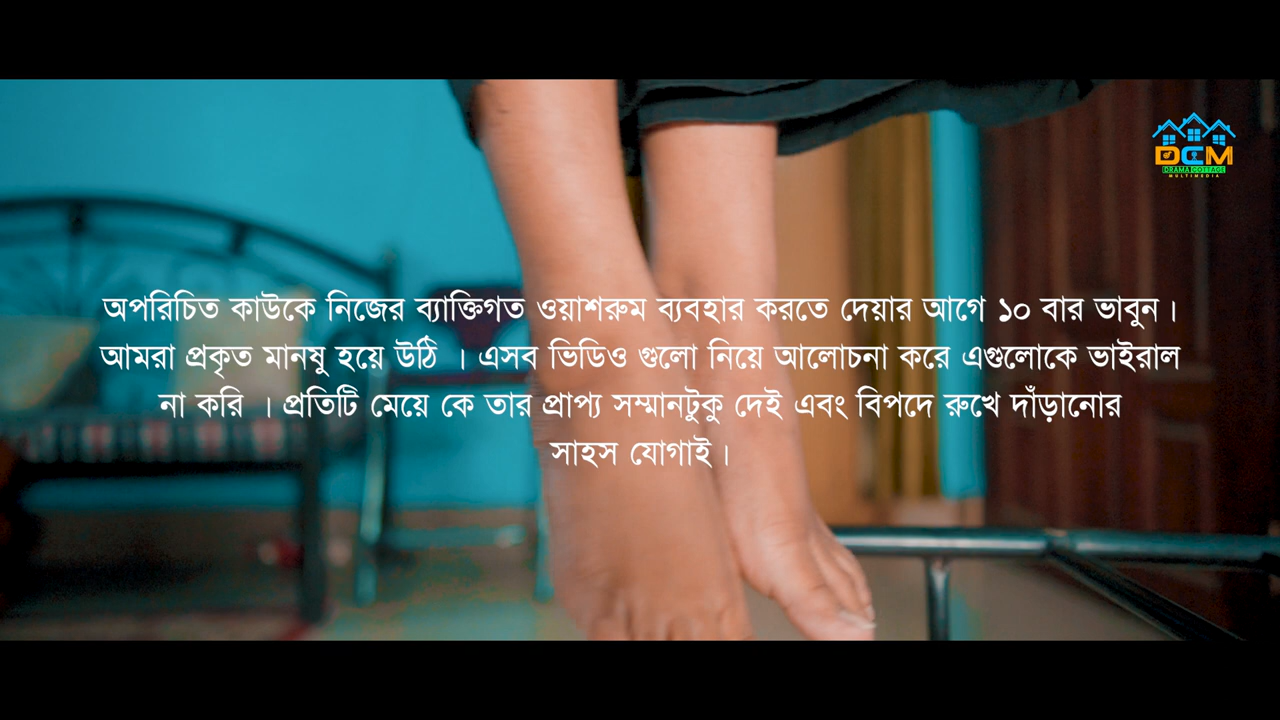 DCM
DRAMA COTTAGE
MULTIMEDIA
অপরিচিত কাউকে নিজের ব্যাক্তিগত ওয়াশরুম ব্যবহার করতে দেয়ার আগে ১০ বার ভাবুন।
আমরা প্রকৃত মানষু হয়ে উঠি । এসব ভিডিও গুলো নিয়ে আলোচনা করে এগুলোকে ভাইরাল
না করি । প্রতিটি মেয়ে কে তার প্রাপ্য সম্মানটুকু দেই এবং বিপদে রুখে দাঁড়ানোর
সাহস যোগাই।